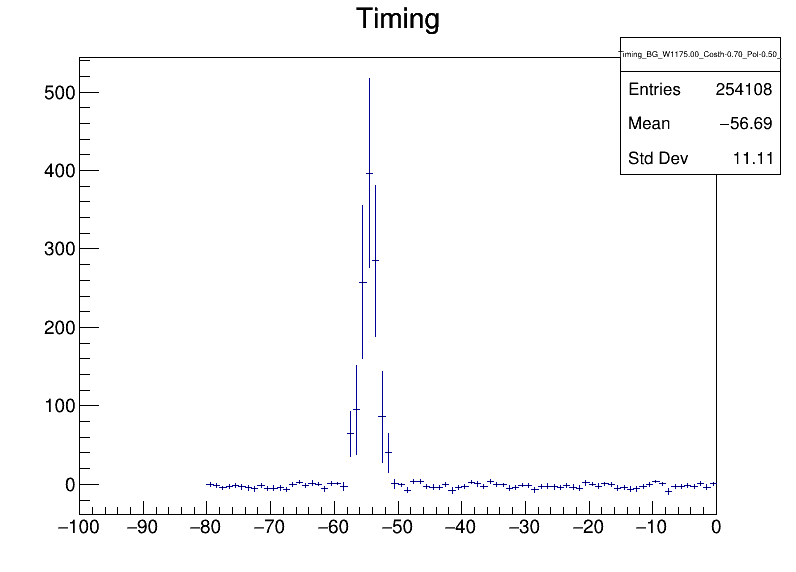 Timing
Timing_BG_W1175.00_Costh-0.70_Pol-0.50_
Entries 254108
Mean −56.69
Std Dev 11.11
500
400
300
200
100
0
−100 −90 −80 −70 −60 −50 −40 −30 −20 −10 0